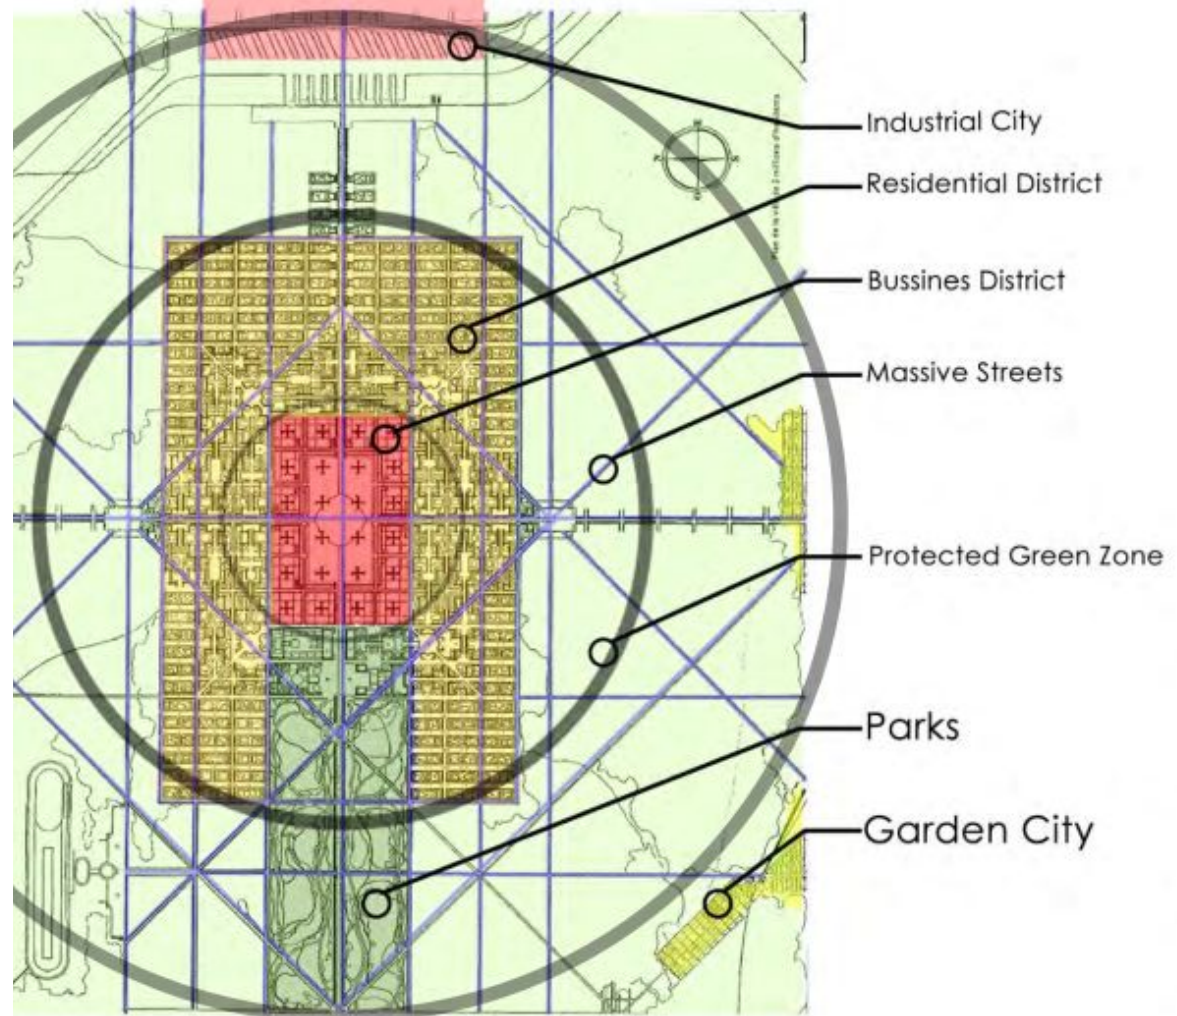 Industrial City
Residential District
Bussines District
Massive Streets
Protected Green Zone
Parks
Garden City